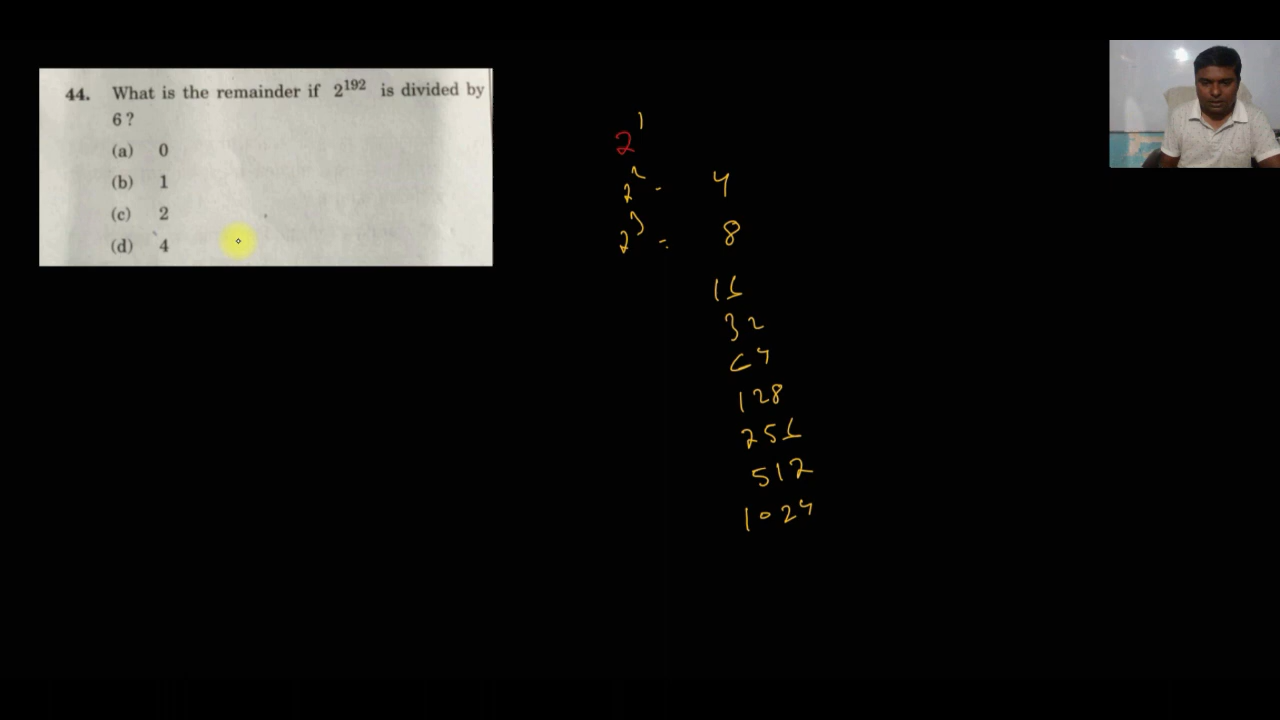 44. What is the remainder if 2^192 is divided by
6 ?
(a) 0
(b) 1
(c) 2
(d) 4
2^1
2^2 = 4
2^3 = 8
16
32
64
128
256
512
1024